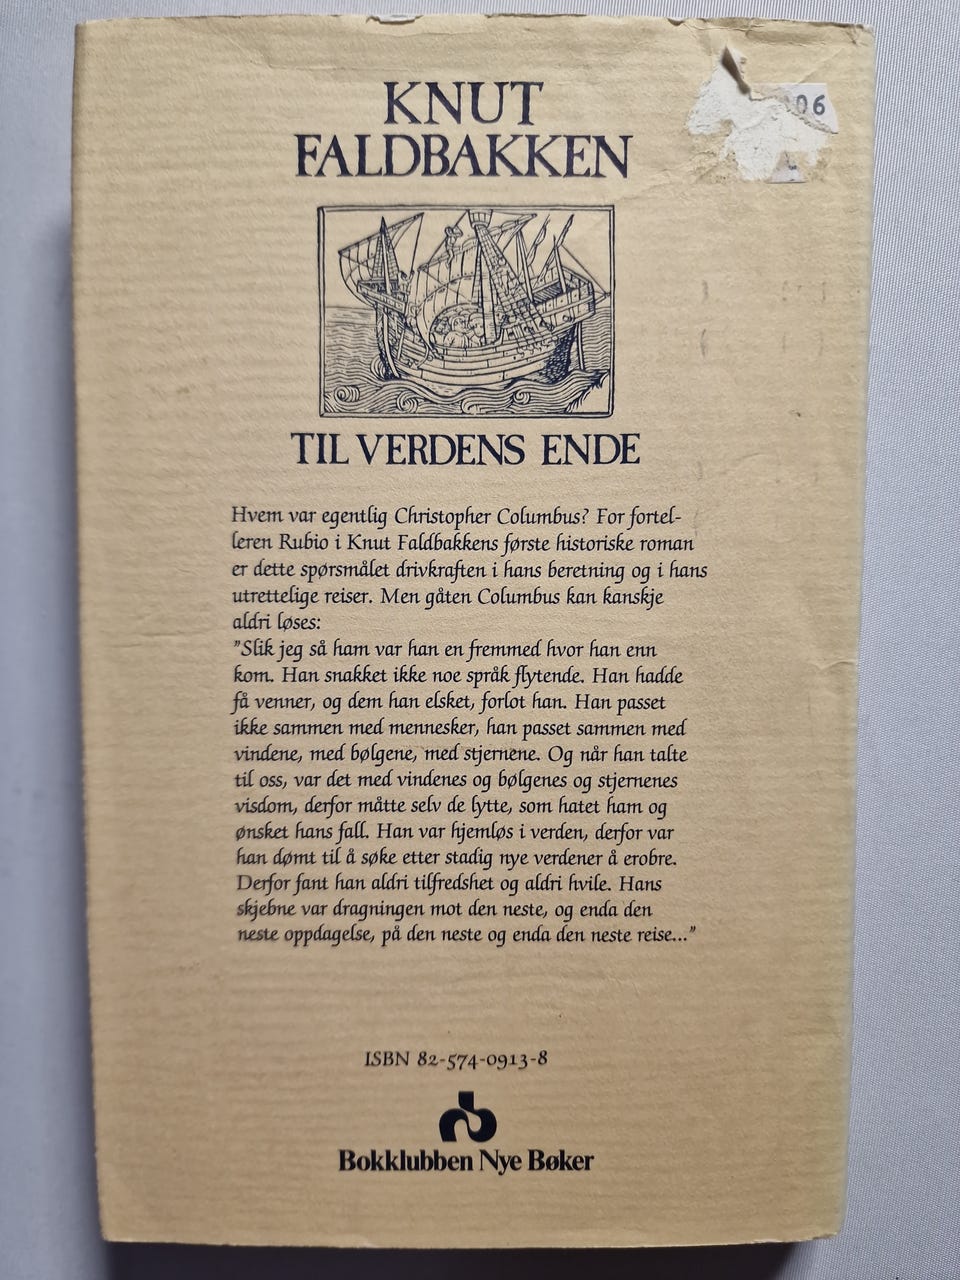 KNUT
FALDBAKKEN
06
TIL VERDENS ENDE
Hvem var egentlig Christopher Columbus? For fortel-
leren Rubio i Knut Faldbakkens første historiske roman
er dette spørsmålet drivkraften i hans beretning og i hans
utrettelige reiser. Men gåten Columbus kan kanskje
aldri løses:
"Slik jeg så ham var han en fremmed hvor han enn
kom. Han snakket ikke noe språk flytende. Han hadde
få venner, og dem han elsket, forlot han. Han passet
ikke sammen med mennesker, han passet sammen med
vindene, med bølgene, med stjernene. Og når han talte
til oss, var det med vindenes og bølgenes og stjernenes
visdom, derfor måtte selv de lytte, som hatet ham og
ønsket hans fall. Han var hjemløs i verden, derfor var
han dømt til å søke etter stadig nye verdener å erobre.
Derfor fant han aldri tilfredshet og aldri hvile. Hans
skjebne var dragningen mot den neste, og enda den
neste oppdagelse, på den neste og enda den neste reise..."
ISBN 82-574-0913-8
Bokklubben Nye Bøker